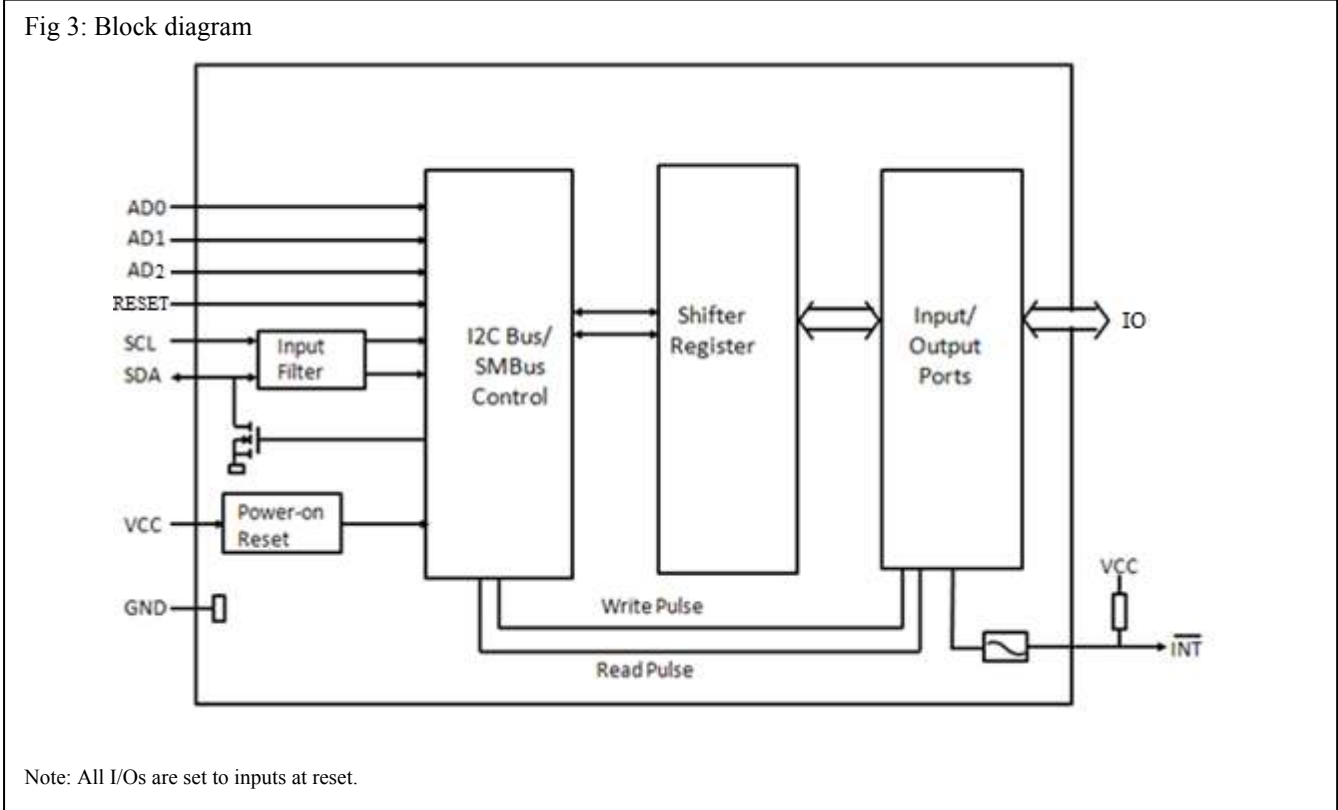 Fig 3: Block diagram
AD0
AD1
AD2
RESET
SCL
SDA
Input
Filter
I2C Bus/
SMBus
Control
Shifter
Register
Input/
Output
Ports
IO
VCC
Power-on
Reset
GND
Write Pulse
Read Pulse
VCC
INT
Note: All I/Os are set to inputs at reset.